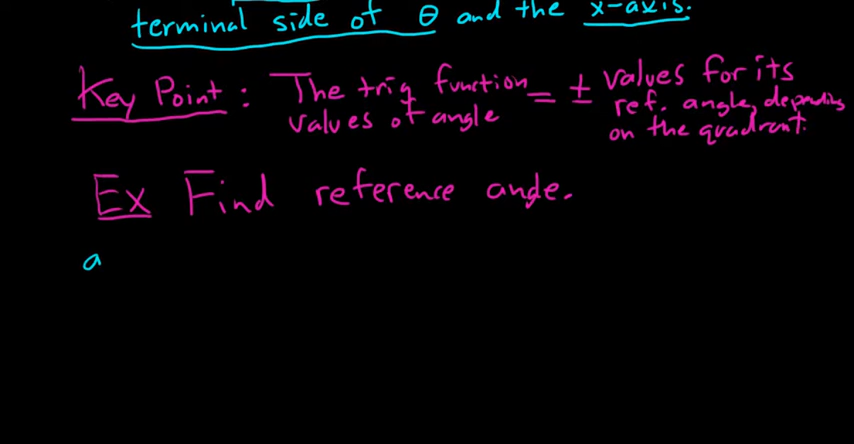 terminal side of θ and the x-axis.
Key Point: The trig function values of angle = ± values for its ref. angle, depending on the quadrant.
Ex Find reference angle.
a